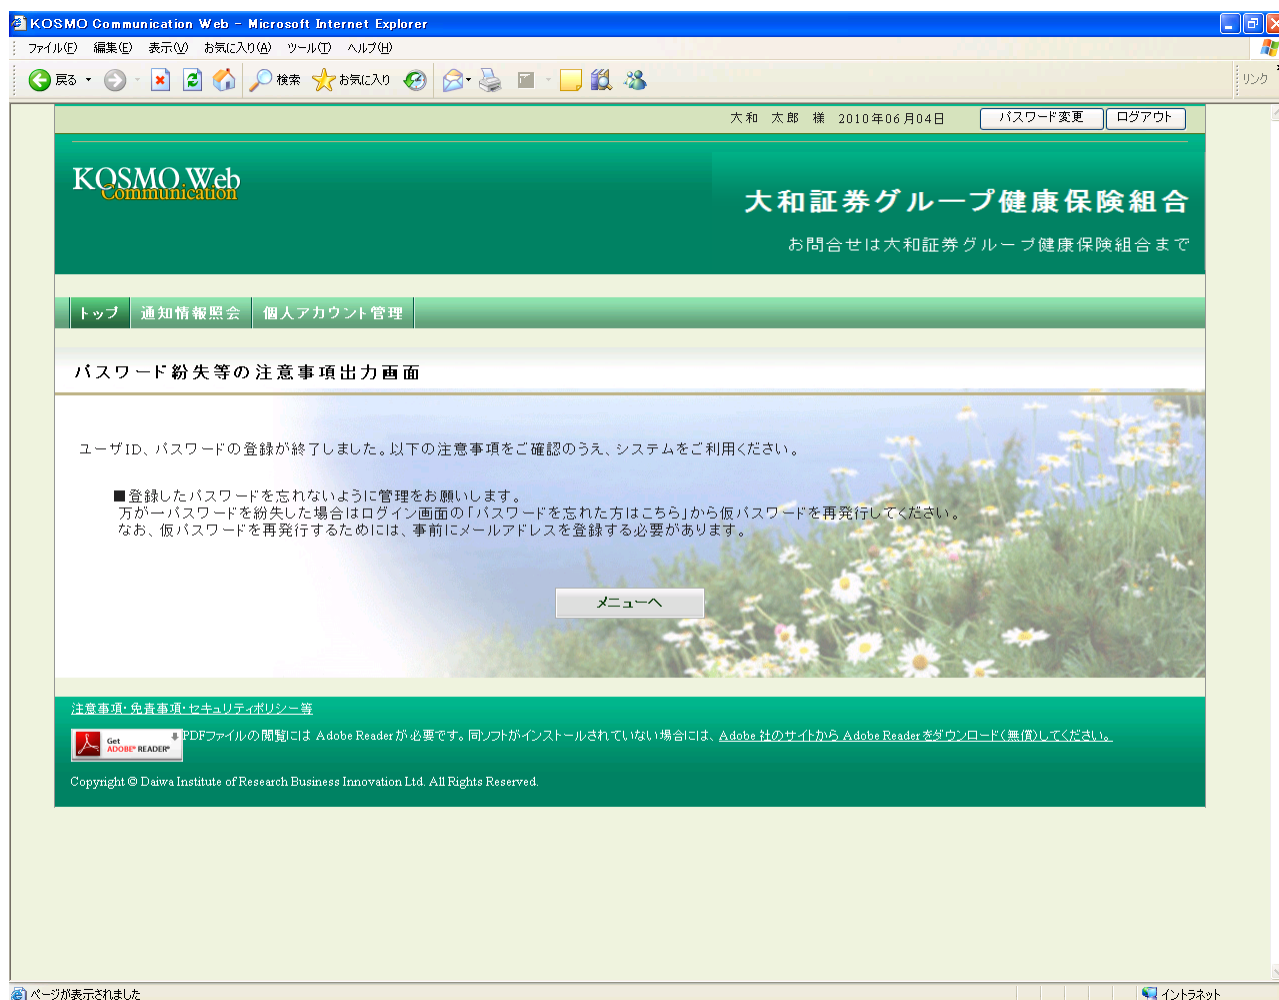 KOSMO Communication Web - Microsoft Internet Explorer
ファイル(F) 編集(E) 表示(V) お気に入り(A) ツール(T) ヘルプ(H)
戻る 検索 お気に入り リンク
大和 太郎 様 2010年06月04日 パスワード変更 ログアウト
KOSMO Web
Communication
大和証券グループ健康保険組合
お問合せは大和証券グループ健康保険組合まで
トップ 通知情報照会 個人アカウント管理
パスワード紛失等の注意事項出力画面
ユーザID、パスワードの登録が終了しました。以下の注意事項をご確認のうえ、システムをご利用ください。
■登録したパスワードを忘れないように管理をお願いします。
万が一パスワードを紛失した場合はログイン画面の「パスワードを忘れた方はこちら」から仮パスワードを再発行してください。
なお、仮パスワードを再発行するためには、事前にメールアドレスを登録する必要があります。
メニューへ
注意事項・免責事項・セキュリティポリシー等
Get ADOBE® READER® PDFファイルの閲覧には Adobe Readerが必要です。同ソフトがインストールされていない場合には、Adobe 社のサイトから Adobe Readerをダウンロード(無償)してください。
Copyright © Daiwa Institute of Research Business Innovation Ltd. All Rights Reserved.
ページが表示されました イントラネット